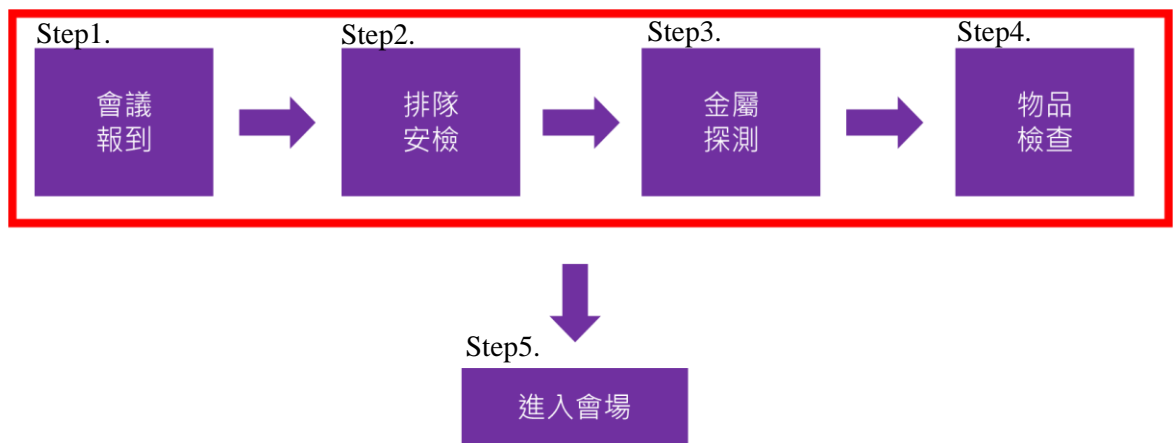 Step1.
會議
報到
Step2.
排隊
安檢
Step3.
金屬
探測
Step4.
物品
檢查
Step5.
進入會場